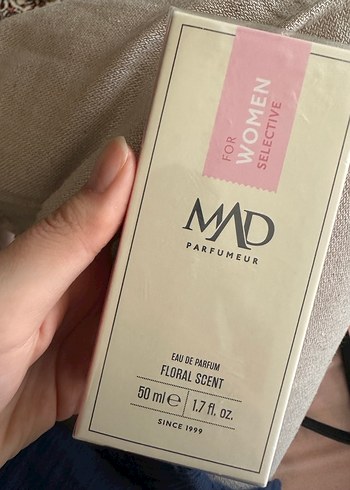 FOR
WOMEN
SELECTIVE
MAD
PARFUMEUR
EAU DE PARFUM
FLORAL SCENT
50 ml ℮ 1.7 fl. oz.
SINCE 1999